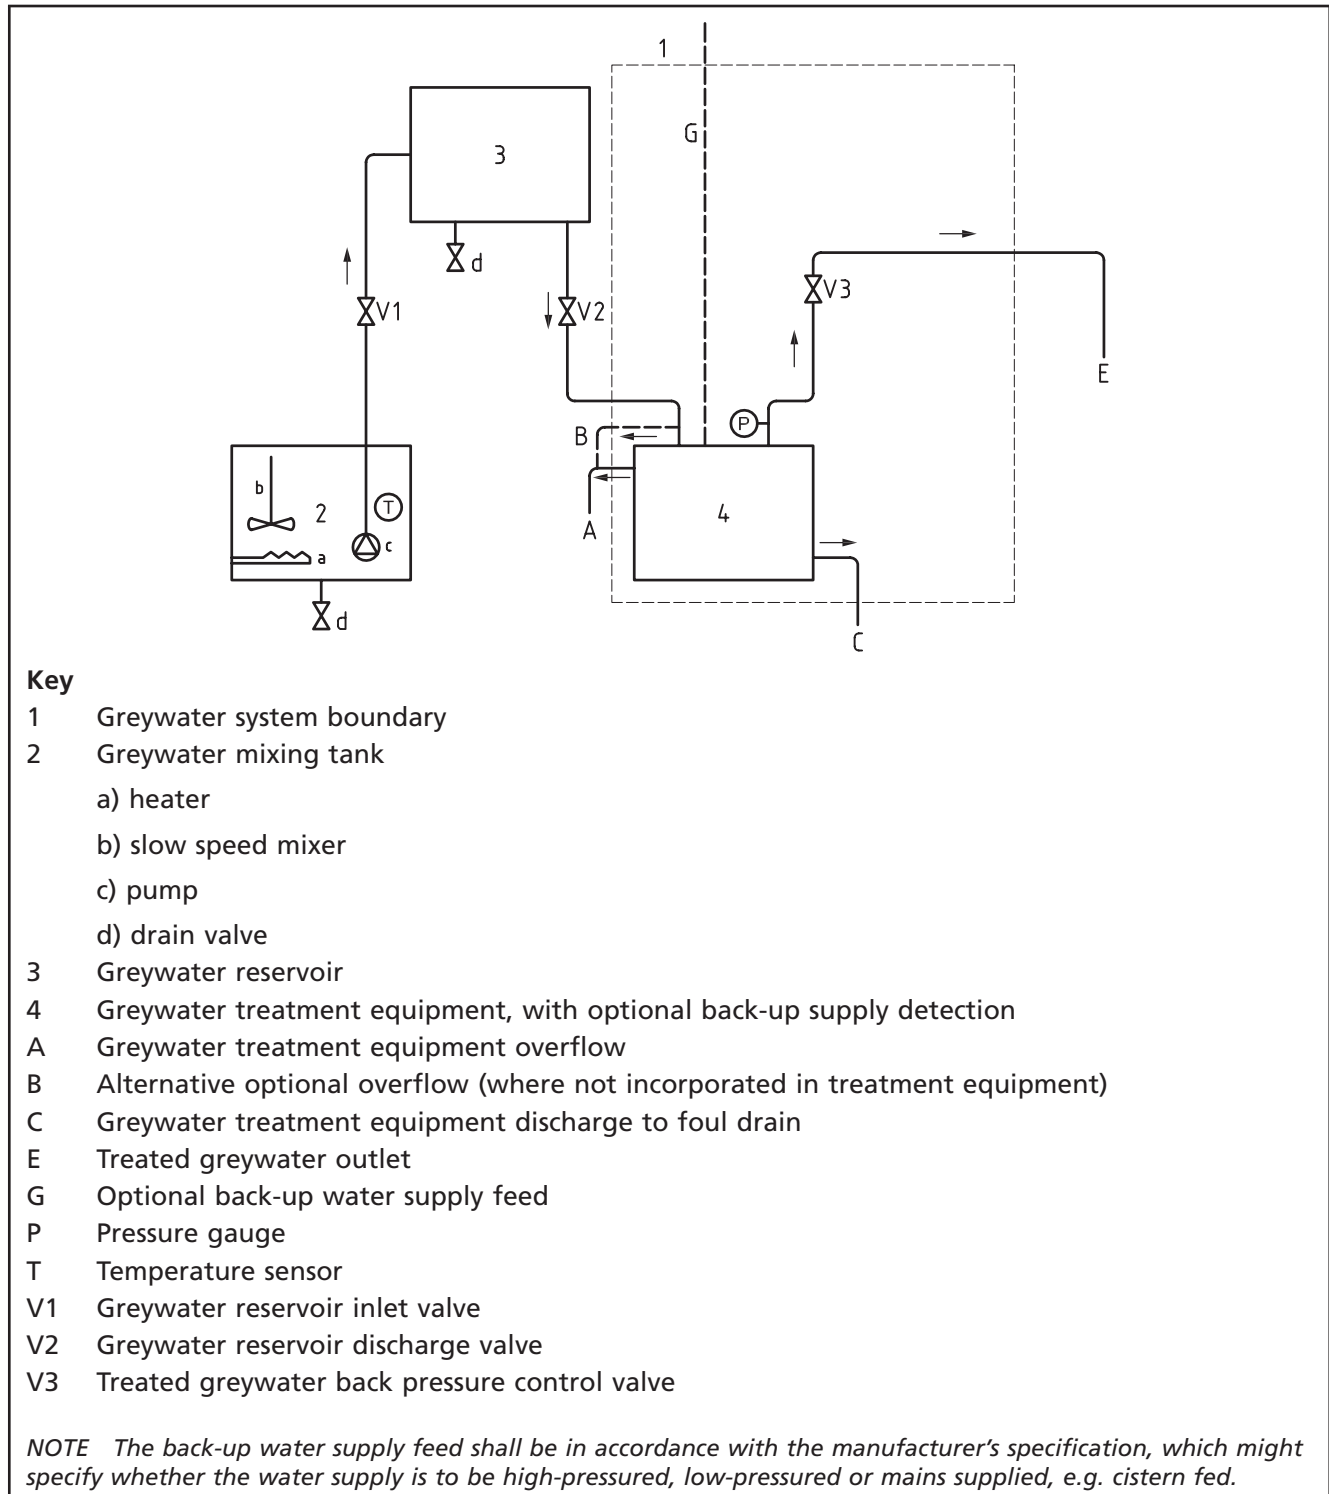 1
G
3
d
V1
V2
V3
E
P
B
b
2
T
4
A
c
a
d
C
Key
1 Greywater system boundary
2 Greywater mixing tank
a) heater
b) slow speed mixer
c) pump
d) drain valve
3 Greywater reservoir
4 Greywater treatment equipment, with optional back-up supply detection
A Greywater treatment equipment overflow
B Alternative optional overflow (where not incorporated in treatment equipment)
C Greywater treatment equipment discharge to foul drain
E Treated greywater outlet
G Optional back-up water supply feed
P Pressure gauge
T Temperature sensor
V1 Greywater reservoir inlet valve
V2 Greywater reservoir discharge valve
V3 Treated greywater back pressure control valve
NOTE The back-up water supply feed shall be in accordance with the manufacturer’s specification, which might
specify whether the water supply is to be high-pressured, low-pressured or mains supplied, e.g. cistern fed.